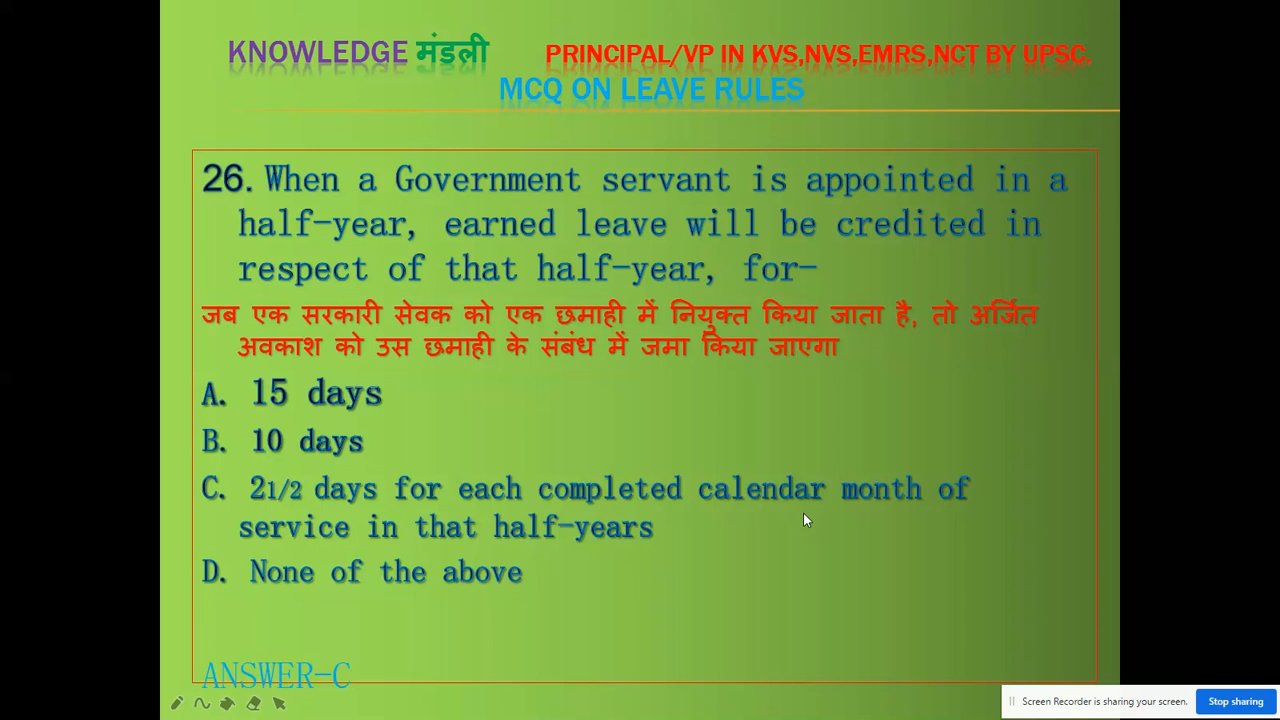 KNOWLEDGE मंडली PRINCIPAL/VP IN KVS,NVS,EMRS,NCT BY UPSC.
MCQ ON LEAVE RULES
26. When a Government servant is appointed in a
half-year, earned leave will be credited in
respect of that half-year, for-
जब एक सरकारी सेवक को एक छमाही में नियुक्त किया जाता है, तो अर्जित
अवकाश को उस छमाही के संबंध में जमा किया जाएगा
A. 15 days
B. 10 days
C. 21/2 days for each completed calendar month of
service in that half-years
D. None of the above
ANSWER-C
Screen Recorder is sharing your screen. Stop sharing